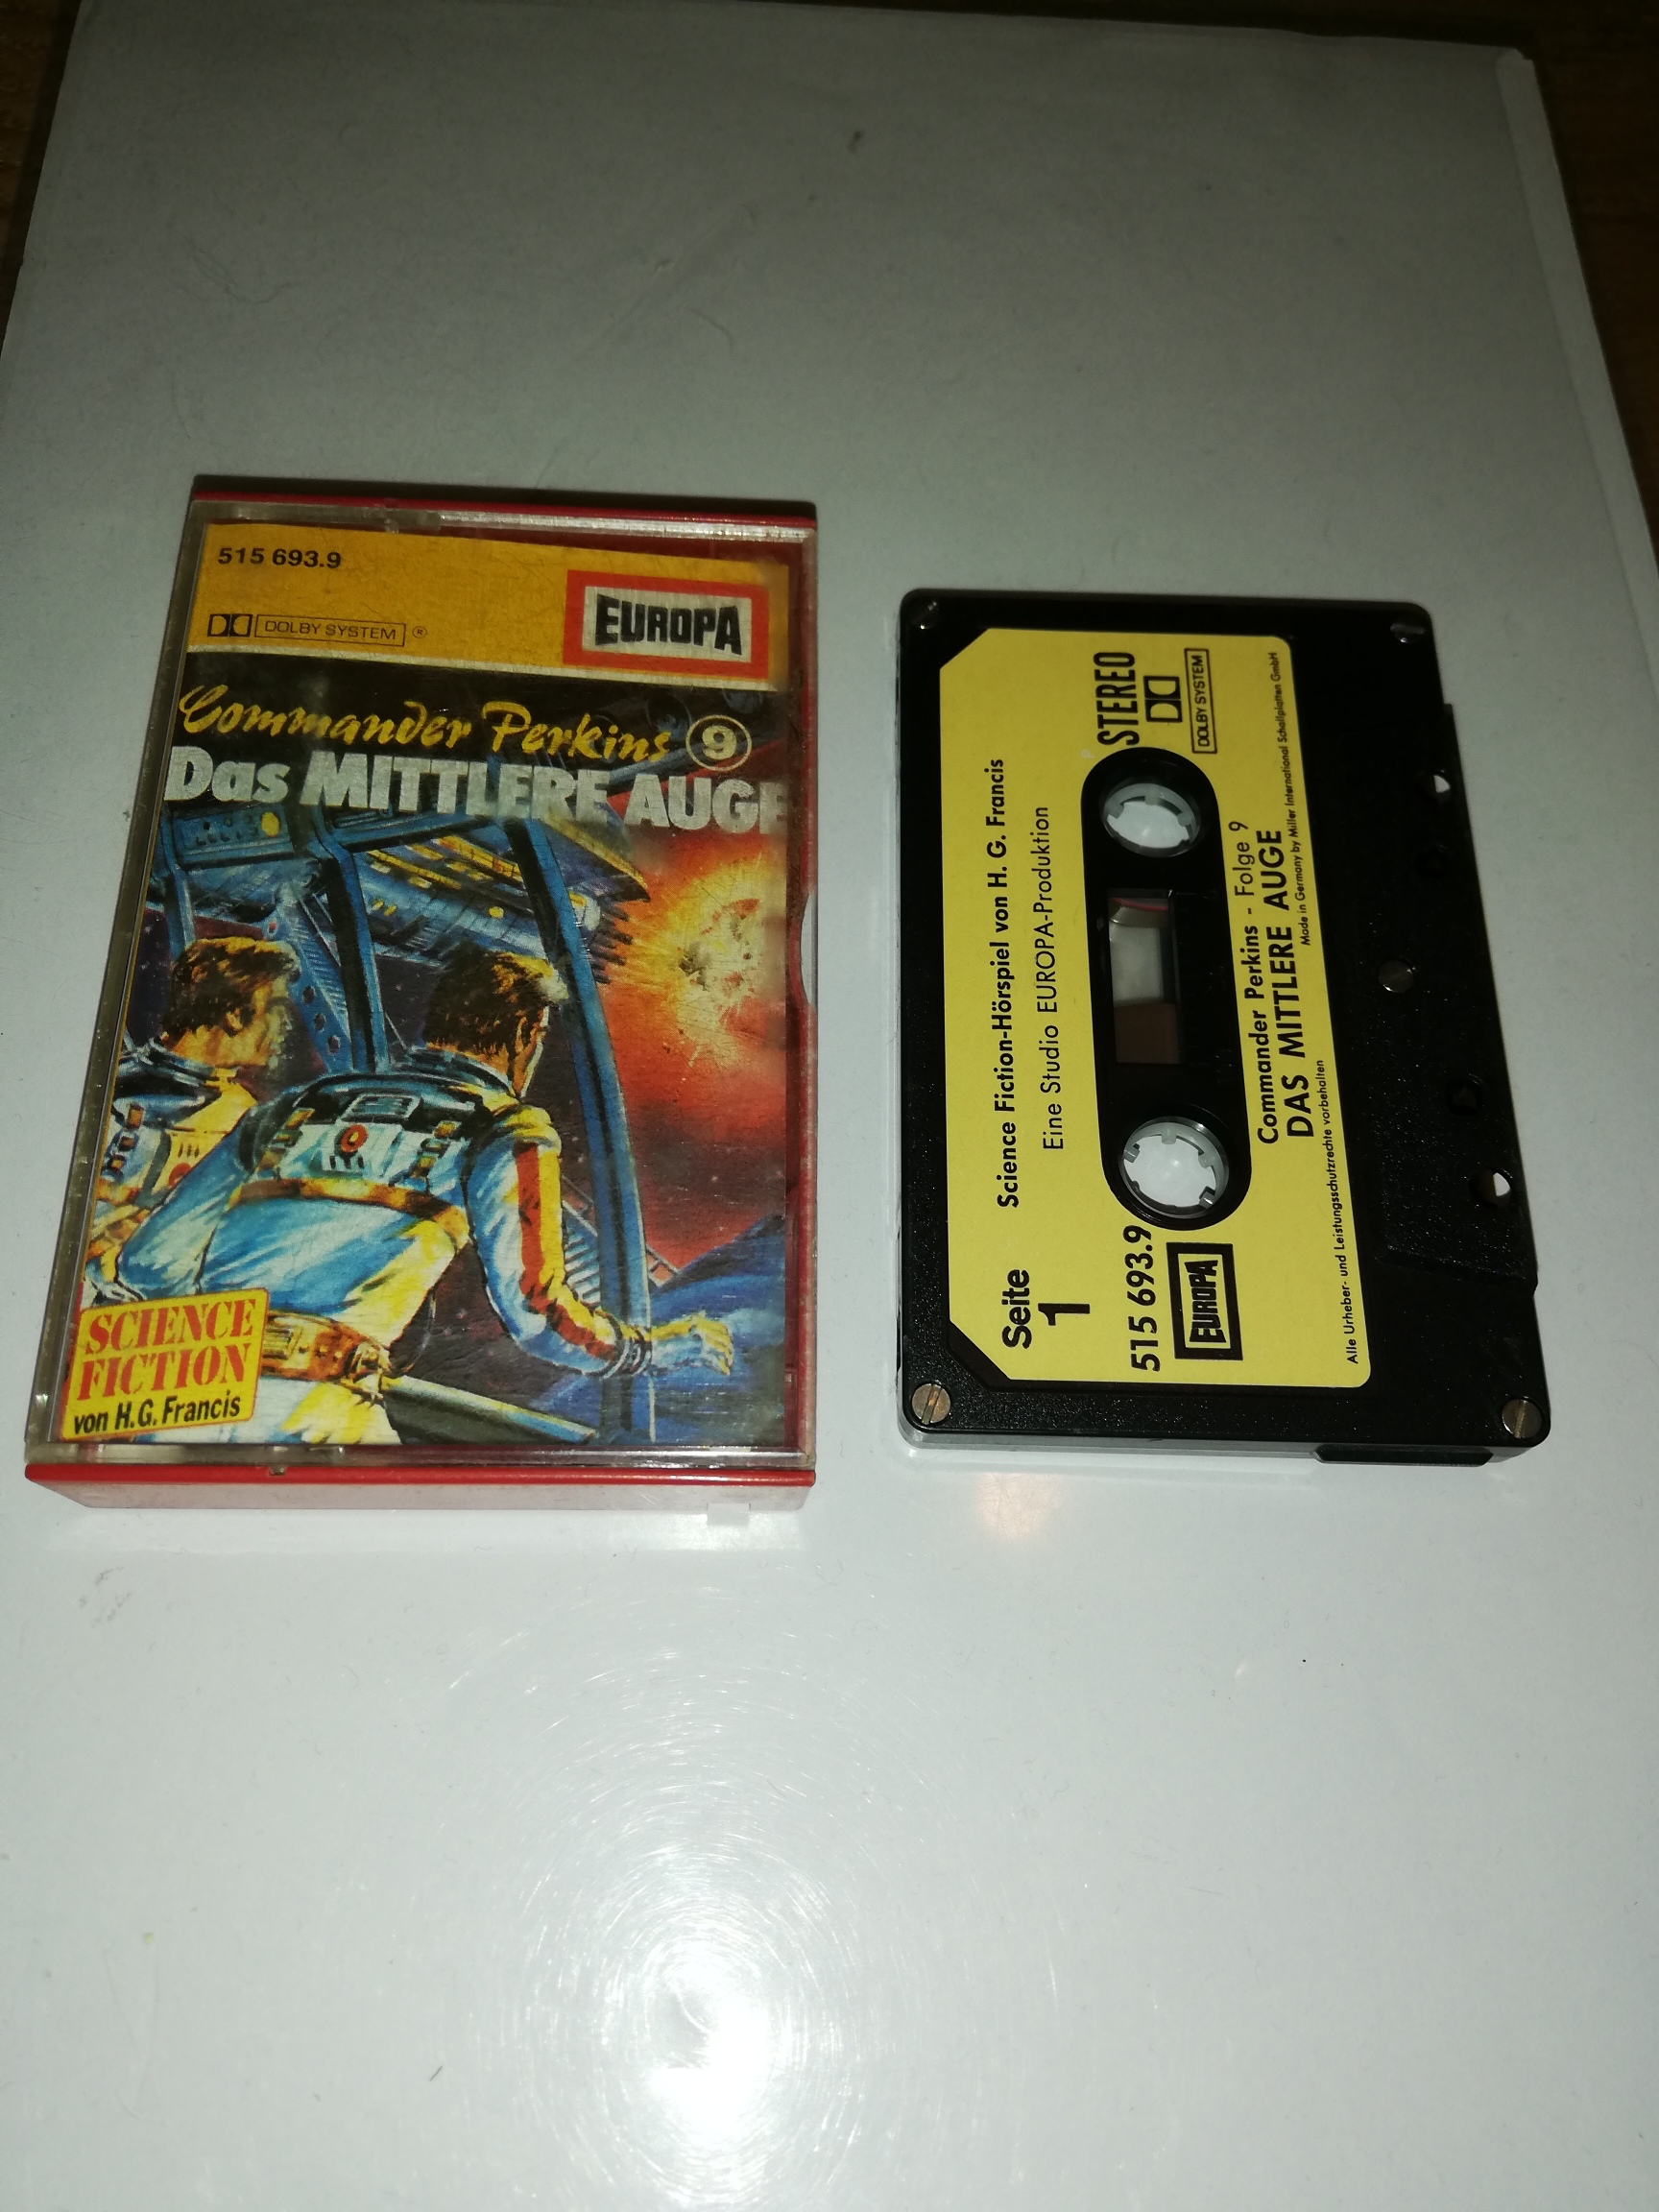 515 693.9
DOLBY SYSTEM ®
EUROPA
Commander Perkins 9
Das MITTLERE AUGE
SCIENCE
FICTION
von H.G. Francis
Seite
1
Science Fiction-Hörspiel von H. G. Francis
Eine Studio EUROPA-Produktion
STEREO
DOLBY SYSTEM
515 693.9
EUROPA
Commander Perkins - Folge 9
DAS MITTLERE AUGE
Made in Germany by Miller International Schallplatten GmbH
Alle Urheber- und Leistungsschutzrechte vorbehalten